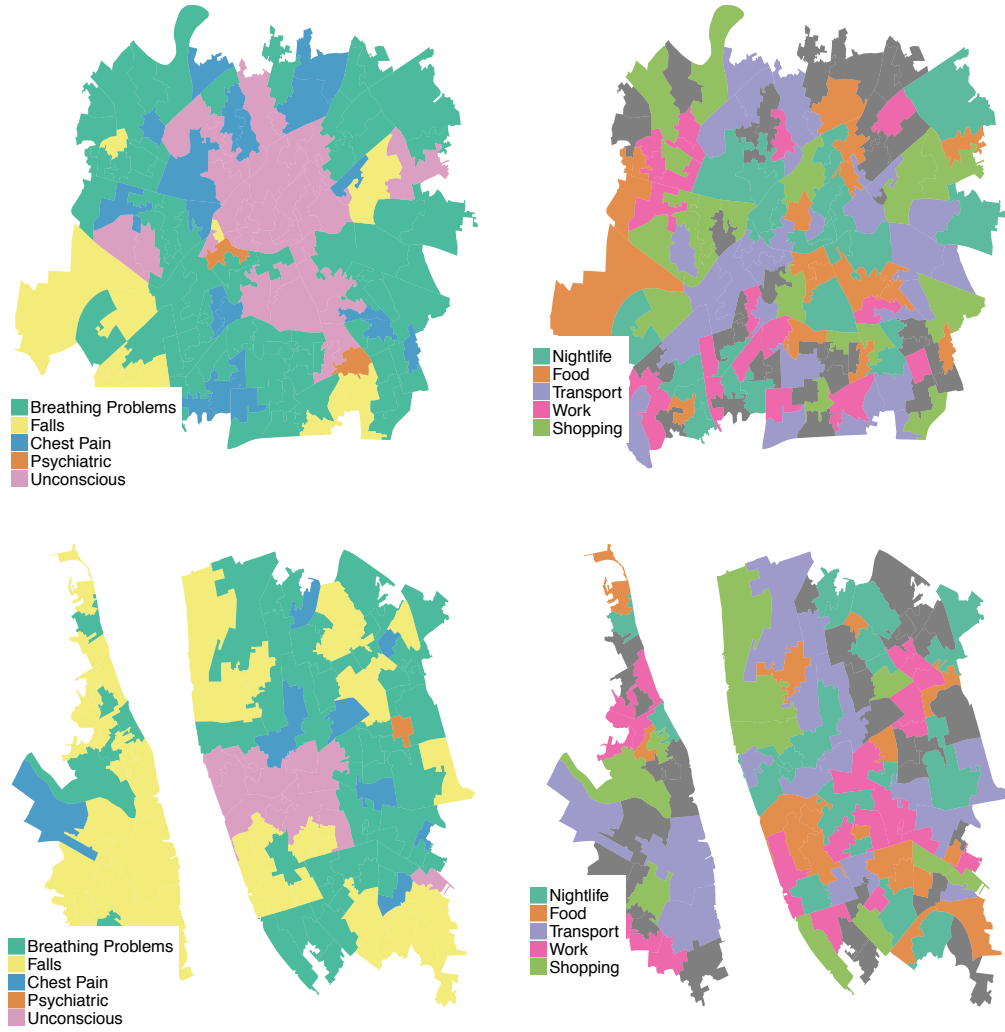 Breathing Problems
Falls
Chest Pain
Psychiatric
Unconscious
Nightlife
Food
Transport
Work
Shopping
Breathing Problems
Falls
Chest Pain
Psychiatric
Unconscious
Nightlife
Food
Transport
Work
Shopping